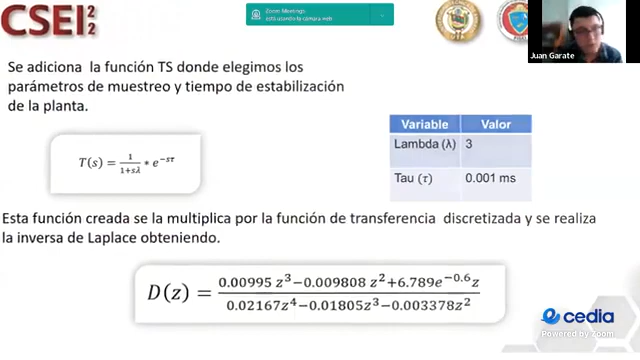 CSEI 2 2 2
Zoom Meetings
está usando la cámara web
Juan Garate
Se adiciona la función TS donde elegimos los
parámetros de muestreo y tiempo de estabilización
de la planta.
T(s) = 1/(1+sλ) * e^{-sτ}
Variable Valor
Lambda (λ) 3
Tau (τ) 0.001 ms
Esta función creada se la multiplica por la función de transferencia discretizada y se realiza
la inversa de Laplace obteniendo.
D(z) = (0.00995 z^3−0.009808 z^2+6.789e^{−0.6}z)/(0.02167z^4−0.01805z^3−0.003378z^2)
cedia
Powered by Zoom